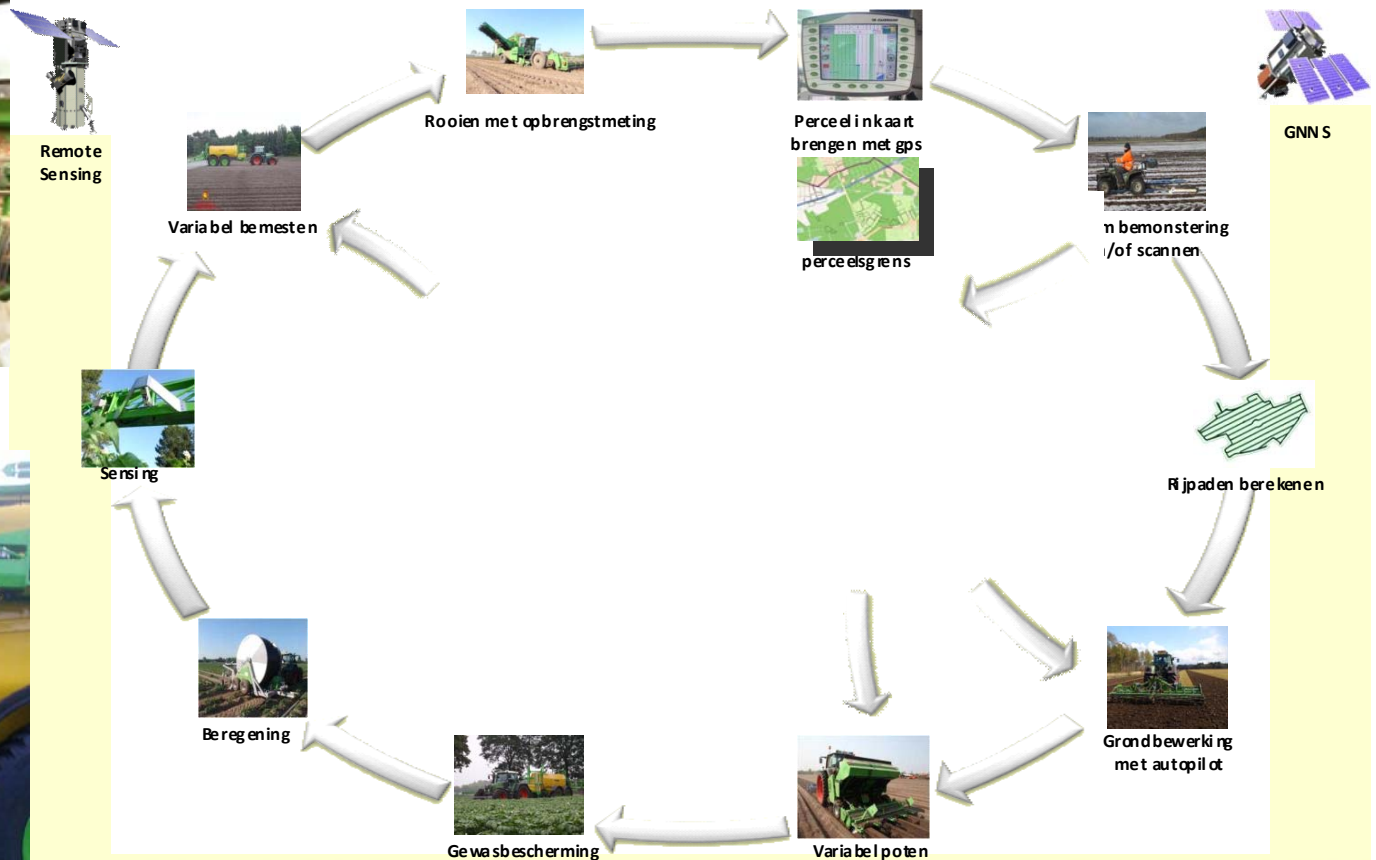 Rooien met opbrengstmeting
Perceel in kaart
brengen met gps
perceelsgrens
GNNS
Remote
Sensing
bemonstering
/of scannen
Variabel bemesten
Sensing
Rijpaden berekenen
Beregening
Grondbewerking
met autopilot
Gewasbescherming
Variabel poten